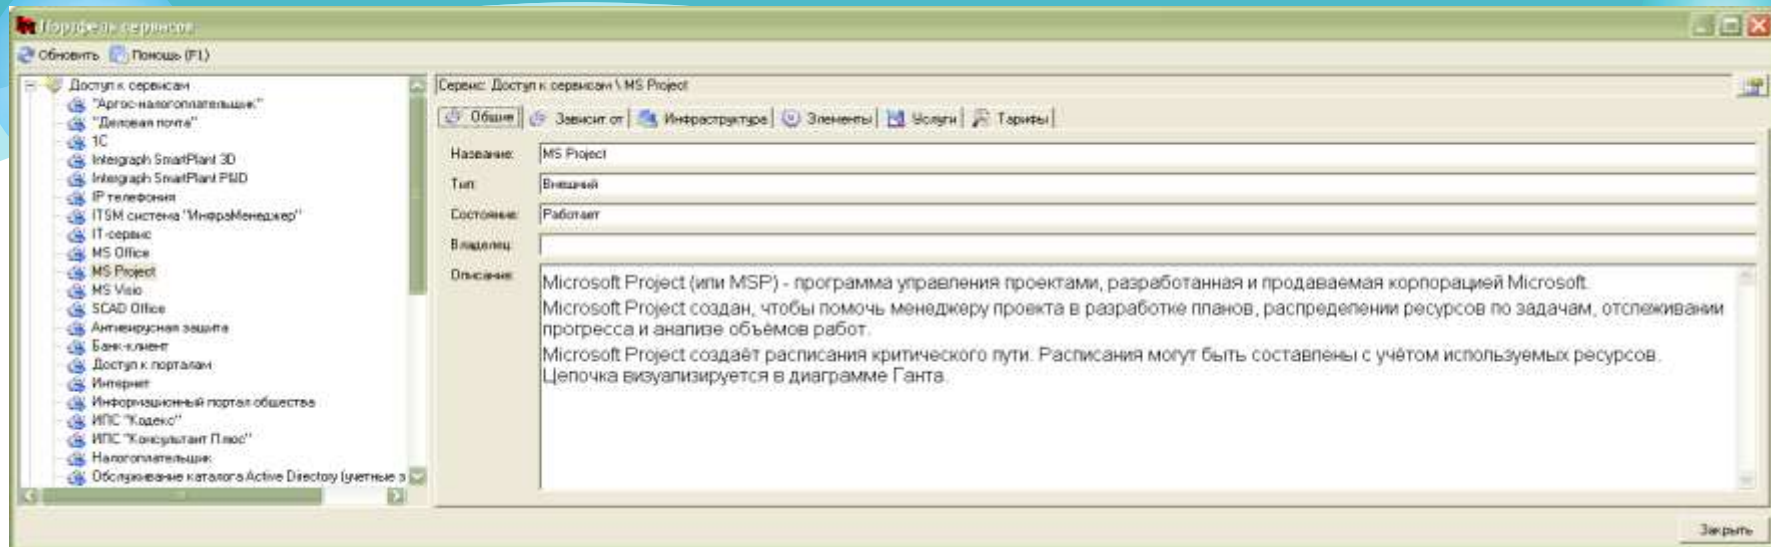 Портфель сервисов
Обновить Помощь (F1)
Доступ к сервисам
"Аргос-налогоплательщик"
"Деловая почта"
1C
Intergraph SmartPlant 3D
Intergraph SmartPlant P&ID
IP телефония
ITSM система "ИнфраМенеджер"
IT-сервис
MS Office
MS Project
MS Visio
SCAD Office
Антивирусная защита
Банк-клиент
Доступ к порталам
Интернет
Информационный портал общества
ИПС "Кодекс"
ИПС "Консультант Плюс"
Налогоплательщик
Обслуживание каталога Active Directory (учетные з
Сервис: Доступ к сервисам \ MS Project
Общие Зависит от Инфраструктура Элементы Услуги Тарифы
Название: MS Project
Тип: Внешний
Состояние: Работает
Владелец:
Описание:
Microsoft Project (или MSP) - программа управления проектами, разработанная и продаваемая корпорацией Microsoft.
Microsoft Project создан, чтобы помочь менеджеру проекта в разработке планов, распределении ресурсов по задачам, отслеживании
прогресса и анализе объёмов работ.
Microsoft Project создаёт расписания критического пути. Расписания могут быть составлены с учётом используемых ресурсов.
Цепочка визуализируется в диаграмме Ганта.
Закрыть